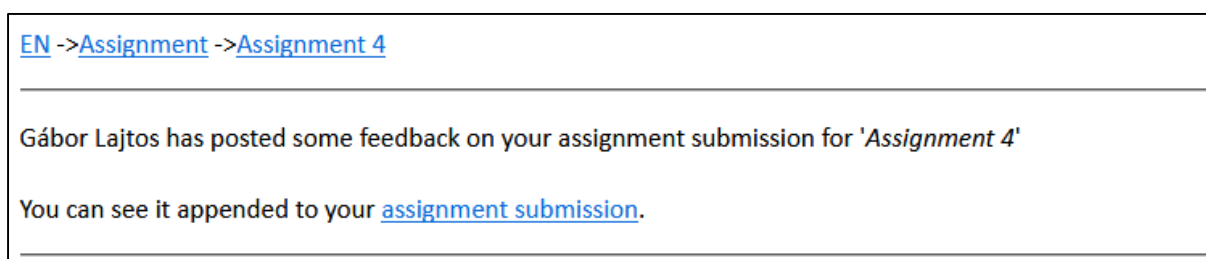 EN ->Assignment ->Assignment 4
Gábor Lajtos has posted some feedback on your assignment submission for 'Assignment 4'
You can see it appended to your assignment submission.